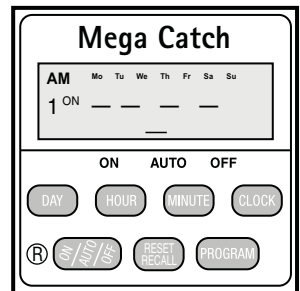 Mega Catch
AM Mo Tu We Th Fr Sa Su
1 ON — — — —
—
ON AUTO OFF
DAY HOUR MINUTE CLOCK
® ON/AUTO/OFF RESET RECALL PROGRAM